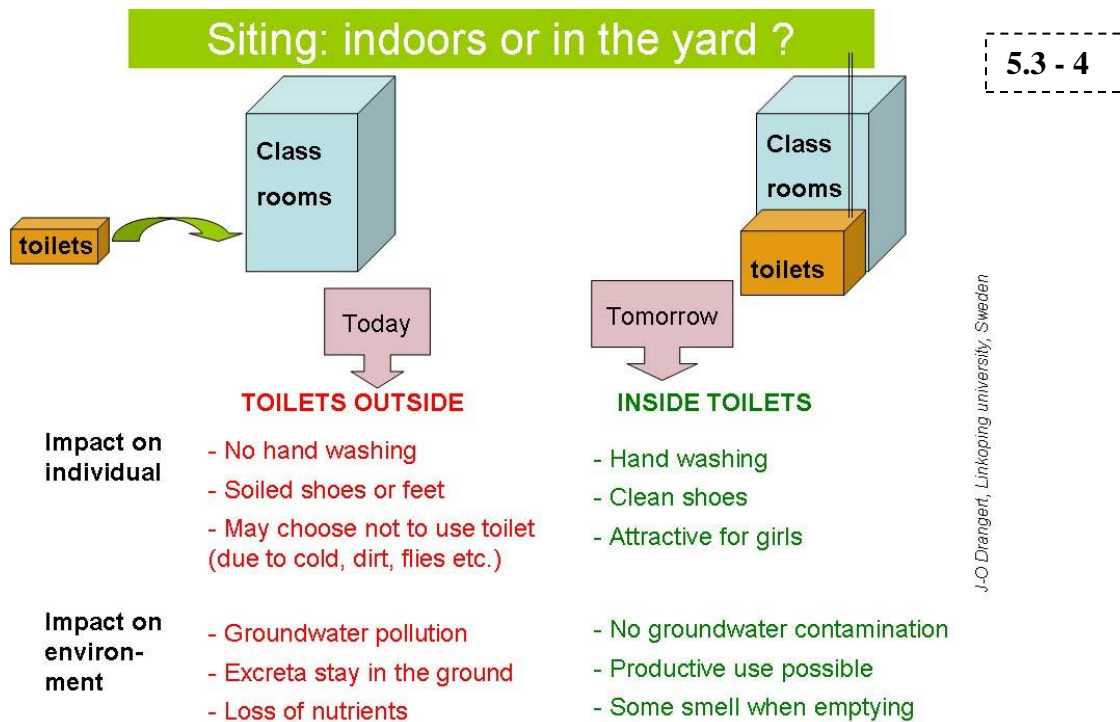 Siting: indoors or in the yard ?
5.3 - 4
Class
rooms
toilets
Class
rooms
toilets
Today
Tomorrow
TOILETS OUTSIDE
INSIDE TOILETS
Impact on
individual
- No hand washing
- Soiled shoes or feet
- May choose not to use toilet
(due to cold, dirt, flies etc.)
- Hand washing
- Clean shoes
- Attractive for girls
Impact on
environ-
ment
- Groundwater pollution
- Excreta stay in the ground
- Loss of nutrients
- No groundwater contamination
- Productive use possible
- Some smell when emptying
J-O Drangert, Linkoping university, Sweden